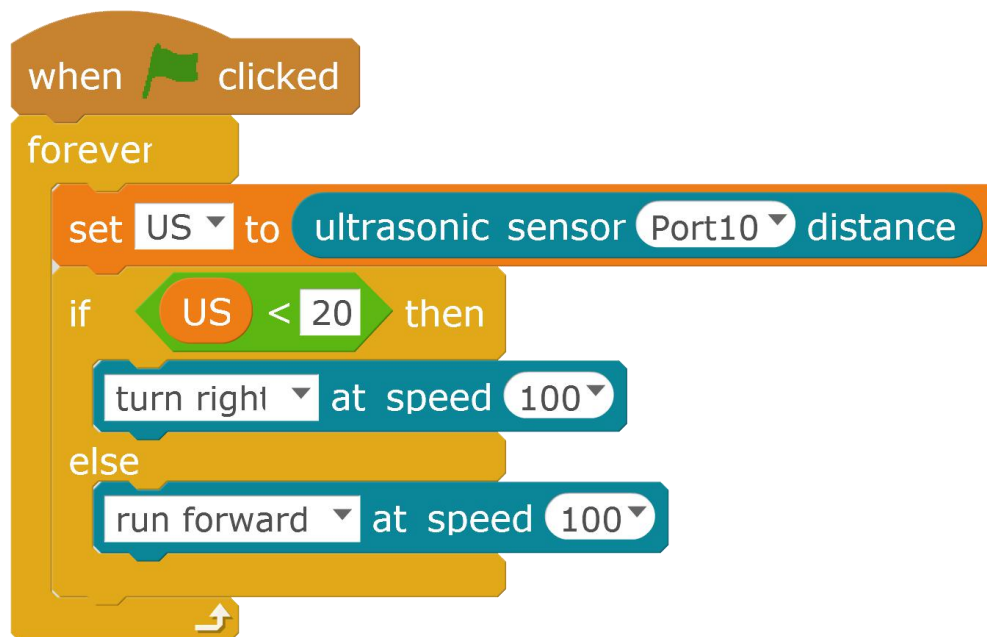 when clicked
forever
set US to ultrasonic sensor Port10 distance
if US < 20 then
turn right at speed 100
else
run forward at speed 100